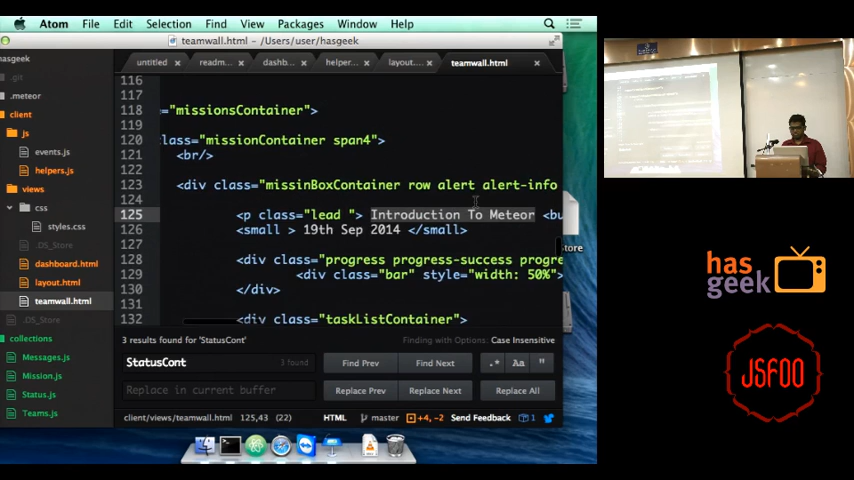 Atom File Edit Selection Find View Packages Window Help
teamwall.html - /Users/user/hasgeek
hasgeek
untitled
readm...
dashb...
helper...
layout....
teamwall.html
.git
.meteor
client
js
events.js
helpers.js
views
css
styles.css
.DS_Store
dashboard.html
layout.html
teamwall.html
.DS_Store
collections
Messages.js
Mission.js
Status.js
Teams.js
116
117
118 ="missionsContainer">
119
120 class="missionContainer span4">
121 <br/>
122
123 <div class="missinBoxContainer row alert alert-info
124
125 <p class="lead "> Introduction To Meteor <bu
126 <small > 19th Sep 2014 </small>
127
128 <div class="progress progress-success progre
129 <div class="bar" style="width: 50%">
130 </div>
131
132 <div class="taskListContainer">
3 results found for 'StatusCont'
Finding with Options: Case Insensitive
StatusCont
3 found
Find Prev
Find Next
.*
Aa
"
Replace in current buffer
Replace Prev
Replace Next
Replace All
client/views/teamwall.html 125,43 (22)
HTML
master
+4, -2
Send Feedback
1
Store
has
geek
JSFOO